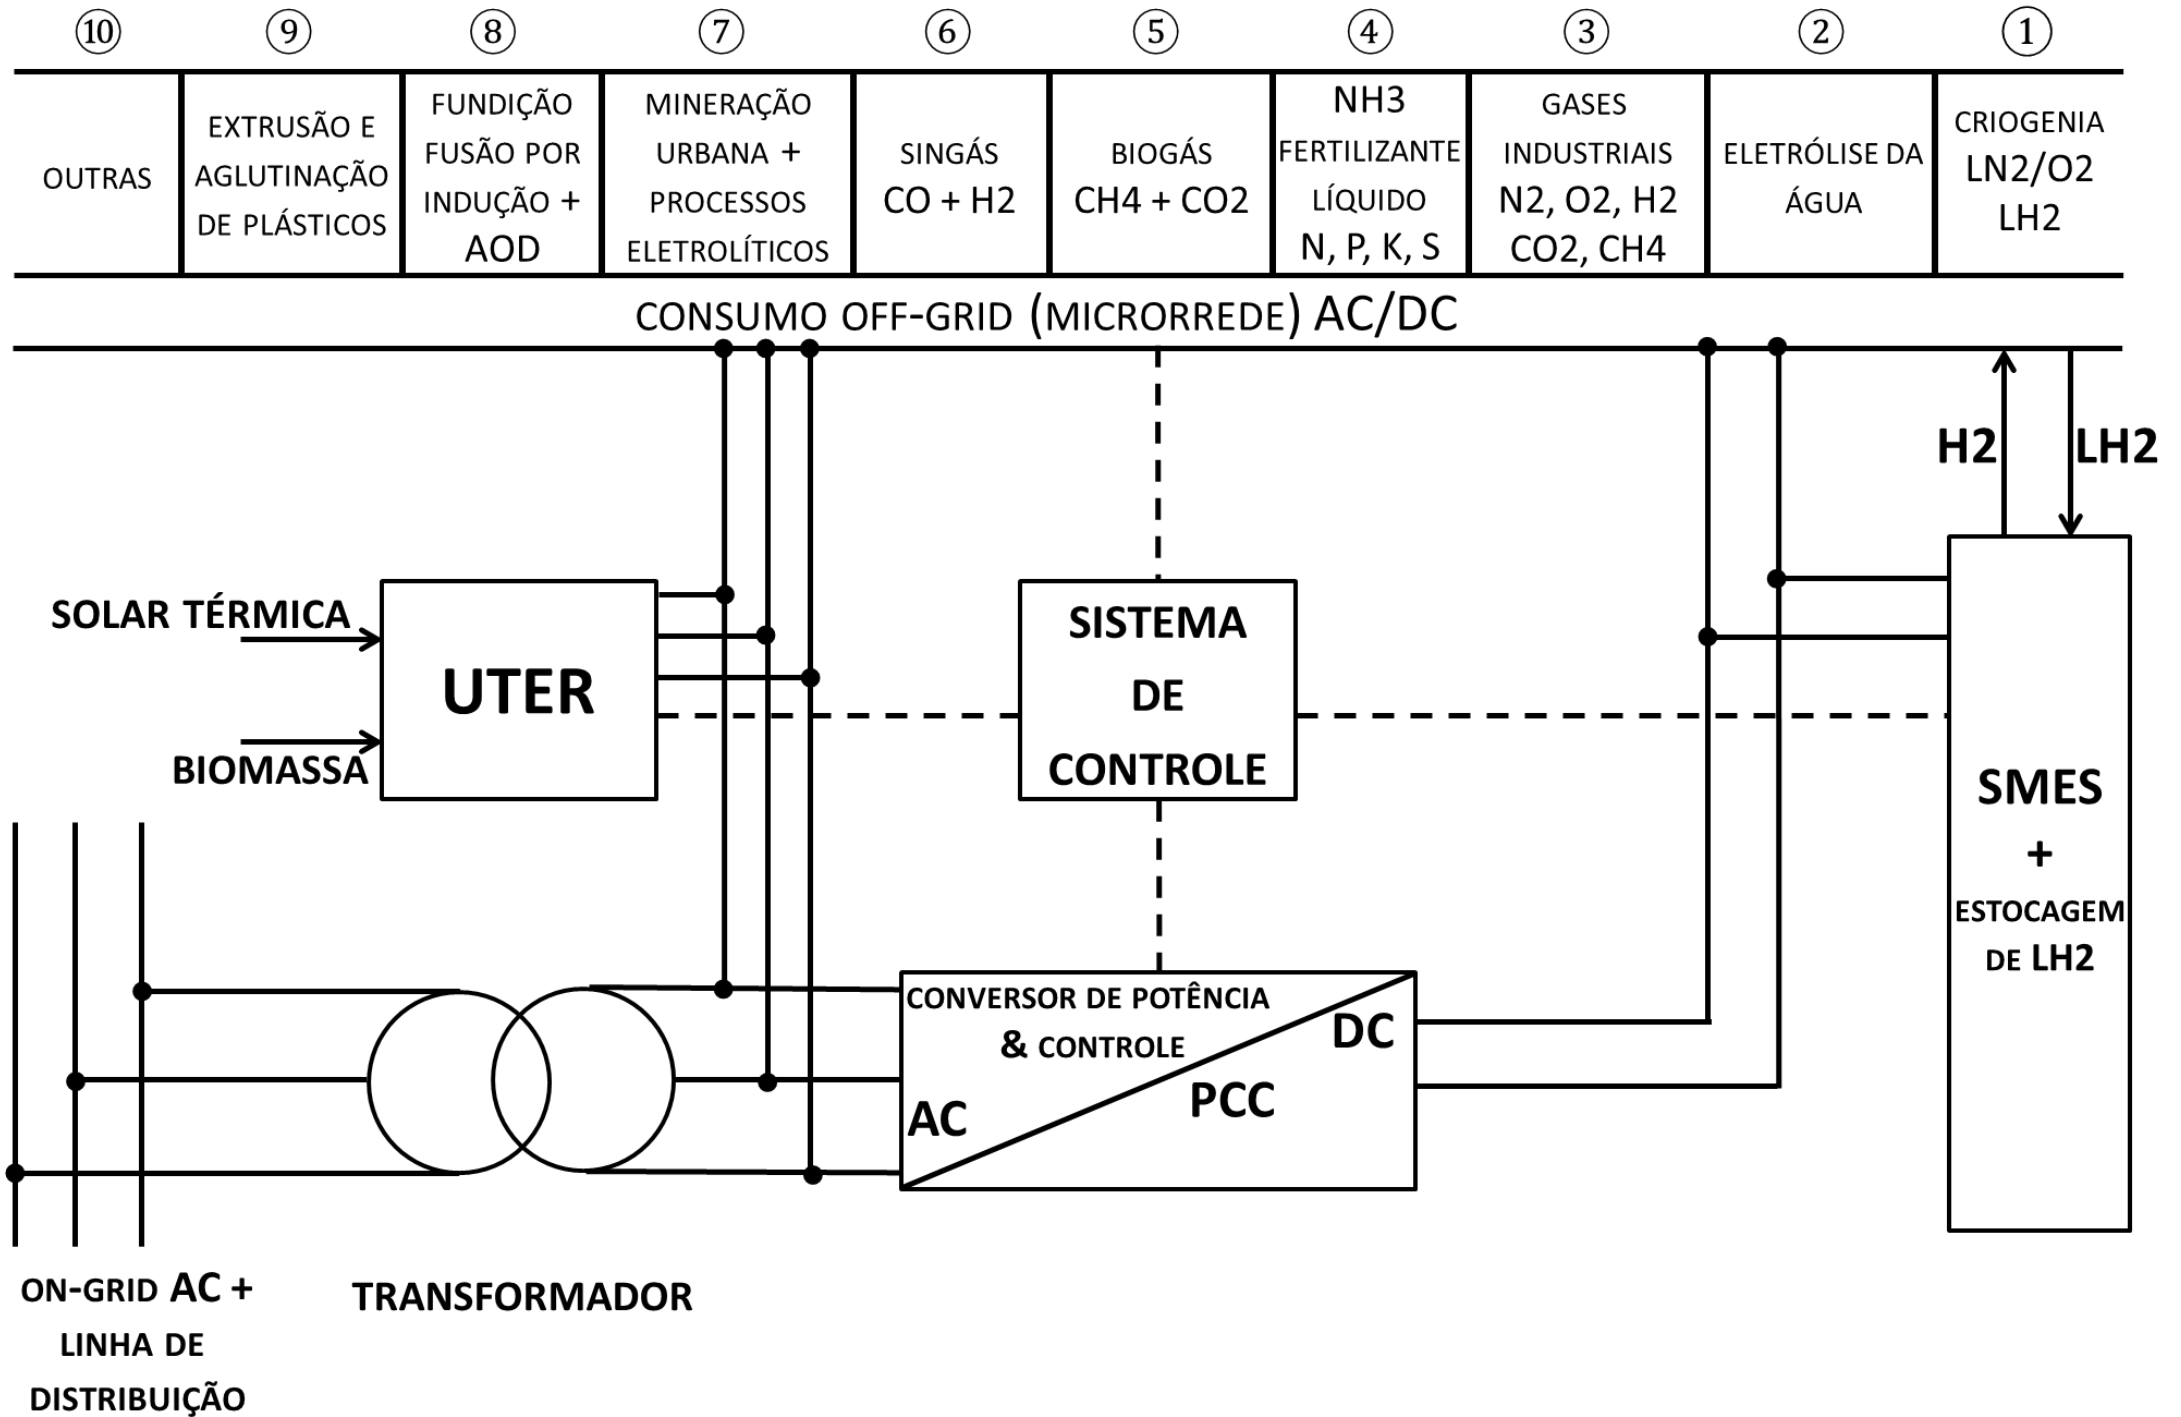 ⑩ ⑨ ⑧ ⑦ ⑥ ⑤ ④ ③ ② ①
OUTRAS
EXTRUSÃO E
AGLUTINAÇÃO
DE PLÁSTICOS
FUNDIÇÃO
FUSÃO POR
INDUÇÃO +
AOD
MINERAÇÃO
URBANA +
PROCESSOS
ELETROLÍTICOS
SINGÁS
CO + H2
BIOGÁS
CH4 + CO2
NH3
FERTILIZANTE
LÍQUIDO
N, P, K, S
GASES
INDUSTRIAIS
N2, O2, H2
CO2, CH4
ELETRÓLISE DA
ÁGUA
CRIOGENIA
LN2/O2
LH2
CONSUMO OFF-GRID (MICRORREDE) AC/DC
H2
LH2
SOLAR TÉRMICA
BIOMASSA
UTER
SISTEMA
DE
CONTROLE
SMES
+
ESTOCAGEM
DE LH2
CONVERSOR DE POTÊNCIA
& CONTROLE
DC
PCC
AC
ON-GRID AC +
LINHA DE
DISTRIBUIÇÃO
TRANSFORMADOR